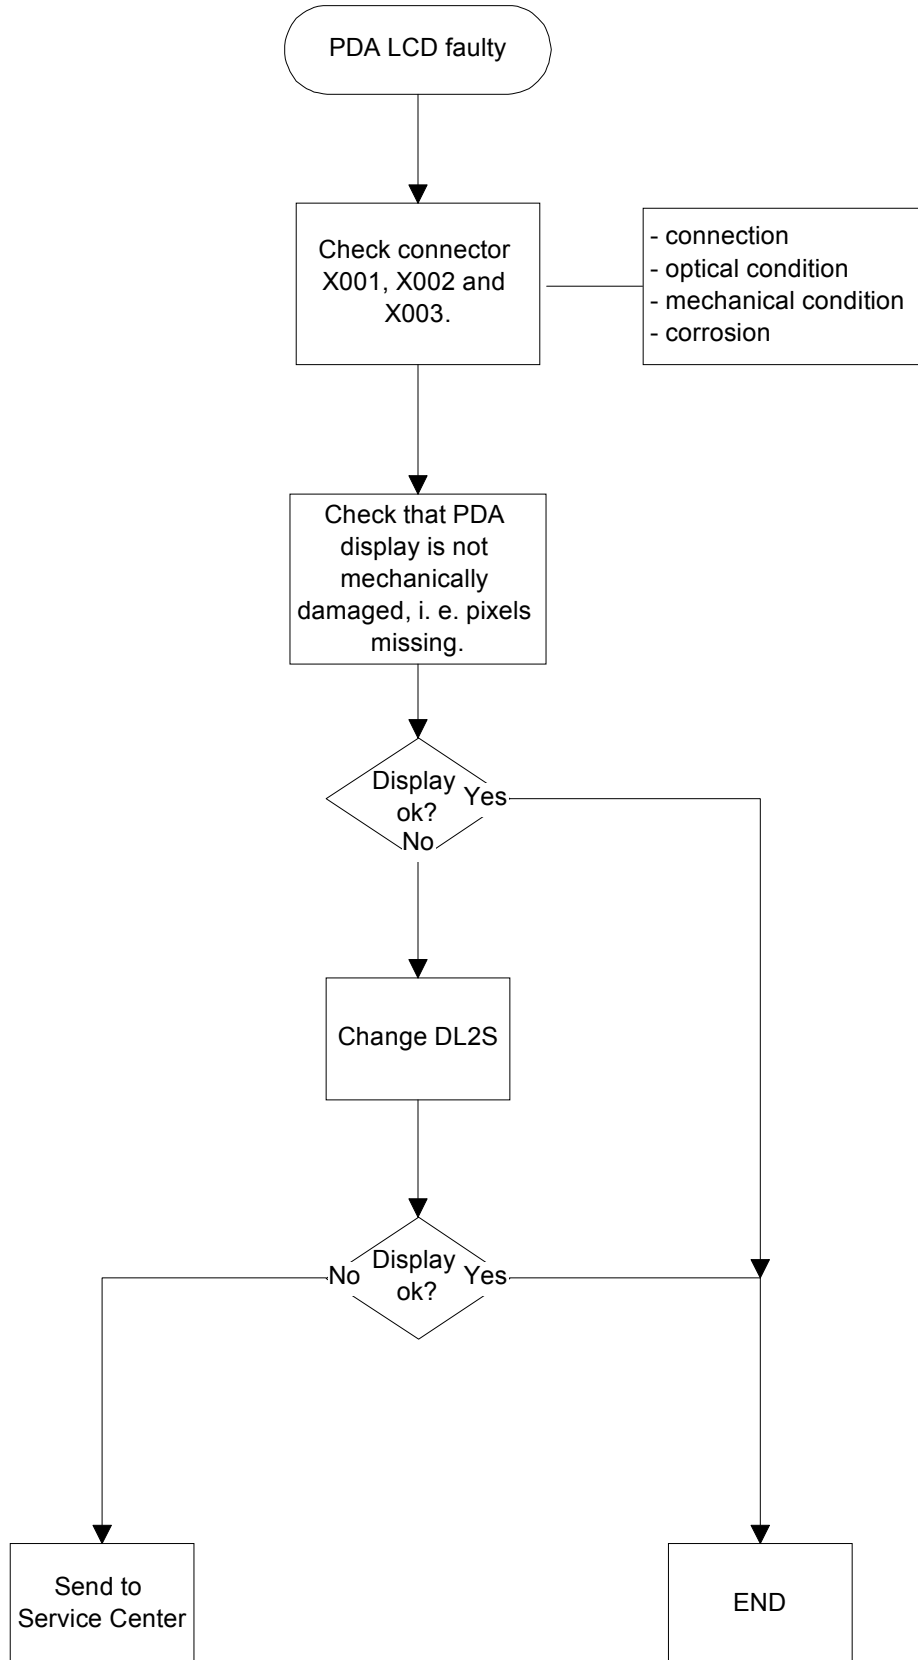 PDA LCD faulty
Check connector
X001, X002 and
X003.
- connection
- optical condition
- mechanical condition
- corrosion
Check that PDA
display is not
mechanically
damaged, i. e. pixels
missing.
Display
ok?
Yes
No
Change DL2S
Display
ok?
No
Yes
Send to
Service Center
END